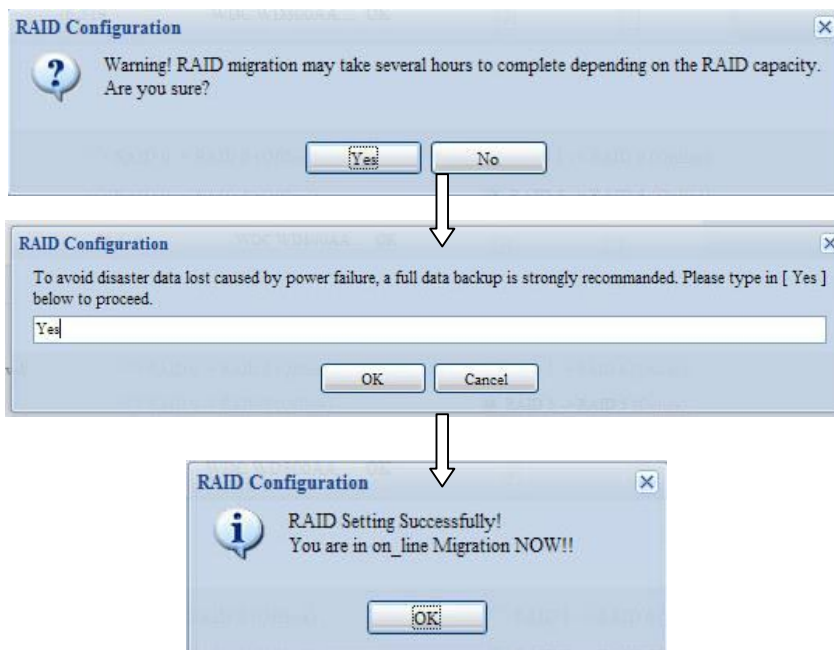 RAID Configuration
Warning! RAID migration may take several hours to complete depending on the RAID capacity.
Are you sure?
Yes
No
RAID Configuration
To avoid disaster data lost caused by power failure, a full data backup is strongly recommanded. Please type in [ Yes ]
below to proceed.
Yes
OK
Cancel
RAID Configuration
RAID Setting Successfully!
You are in on_line Migration NOW!!
OK